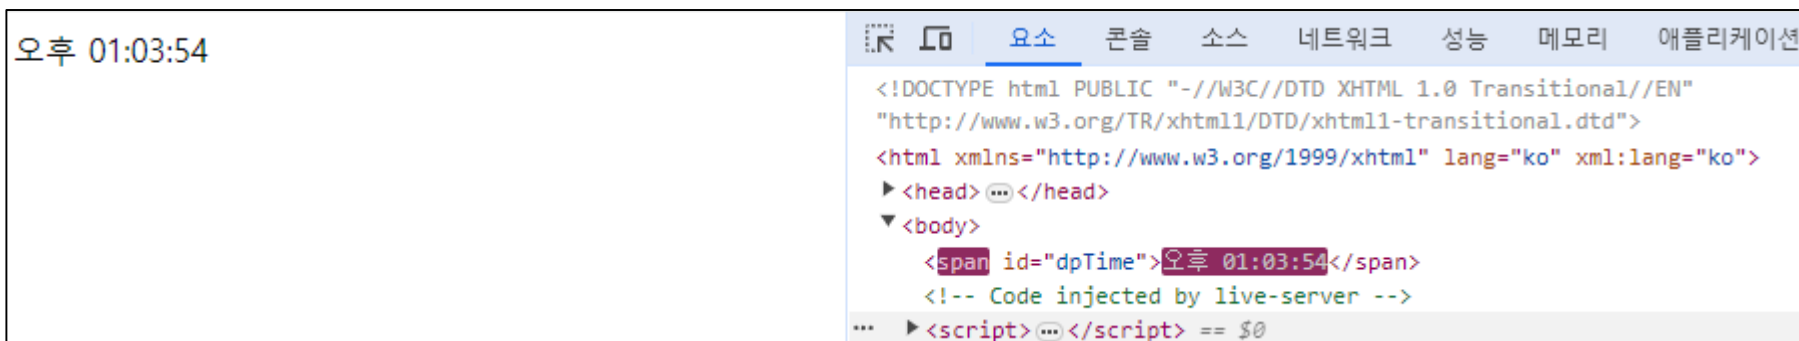 오후 01:03:54
요소 콘솔 소스 네트워크 성능 메모리 애플리케이션
<!DOCTYPE html PUBLIC "-//W3C//DTD XHTML 1.0 Transitional//EN"
"http://www.w3.org/TR/xhtml1/DTD/xhtml1-transitional.dtd">
<html xmlns="http://www.w3.org/1999/xhtml" lang="ko" xml:lang="ko">
▶<head>…</head>
▼<body>
<span id="dpTime">오후 01:03:54</span>
<!-- Code injected by live-server -->
… ▶<script>…</script> == $0